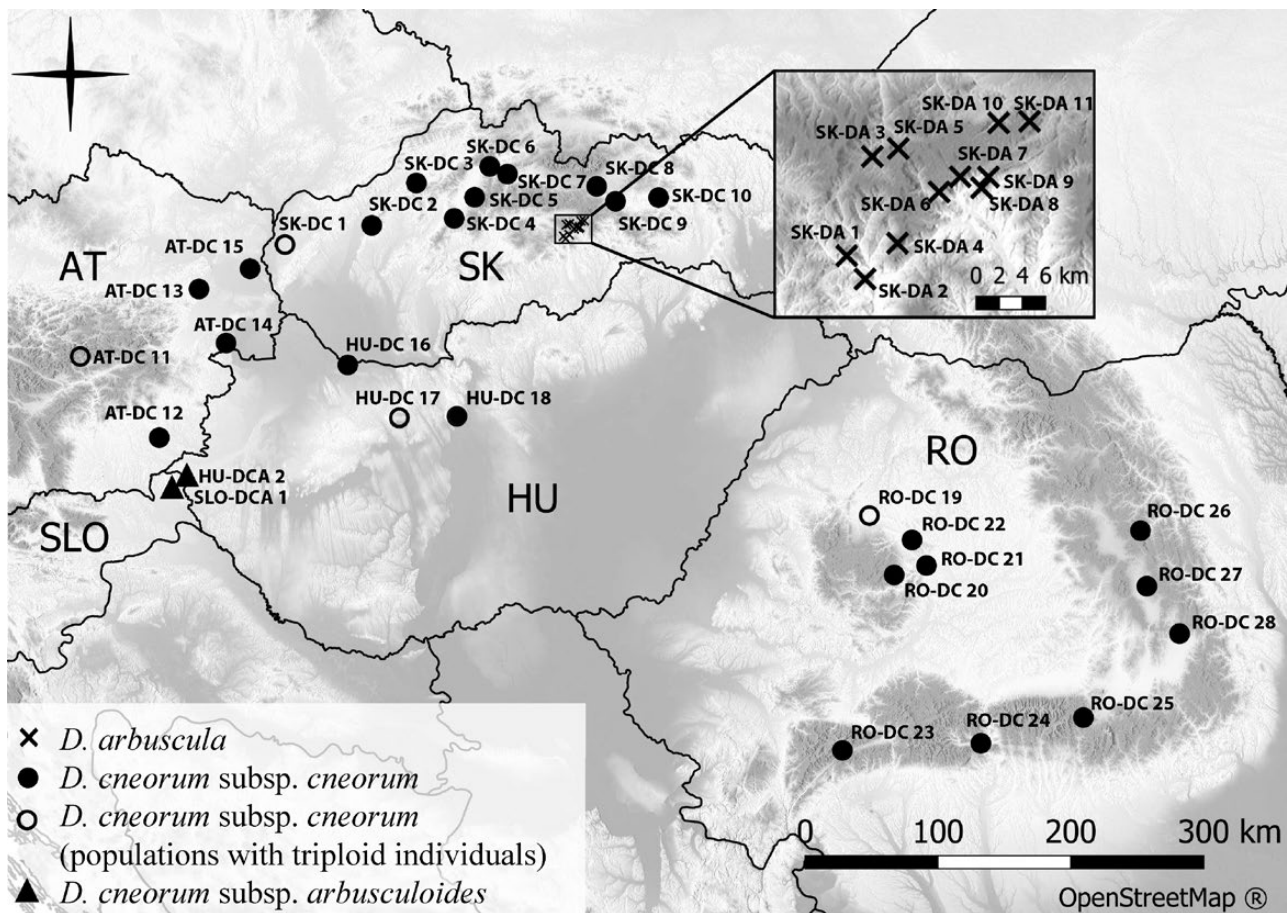 SK-DA 10 SK-DA 11
SK-DA 3 SK-DA 5
SK-DA 7
SK-DA 9
SK-DA 6
SK-DA 8
SK-DA 1
SK-DA 4
SK-DA 2
0 2 4 6 km
SK-DC 6
SK-DC 3
SK-DC 7
SK-DC 8
SK-DC 2
SK-DC 5
SK-DC 10
SK-DC 1
SK-DC 4
SK-DC 9
AT-DC 15
AT
SK
AT-DC 13
AT-DC 14
HU-DC 16
AT-DC 11
HU-DC 17
HU-DC 18
AT-DC 12
RO
HU-DCA 2
SLO-DCA 1
HU
SLO
RO-DC 19
RO-DC 22
RO-DC 21
RO-DC 20
RO-DC 26
RO-DC 27
RO-DC 28
RO-DC 25
RO-DC 24
RO-DC 23
D. arbuscula
D. cneorum subsp. cneorum
D. cneorum subsp. cneorum
(populations with triploid individuals)
D. cneorum subsp. arbusculoides
0 100 200 300 km
OpenStreetMap ®